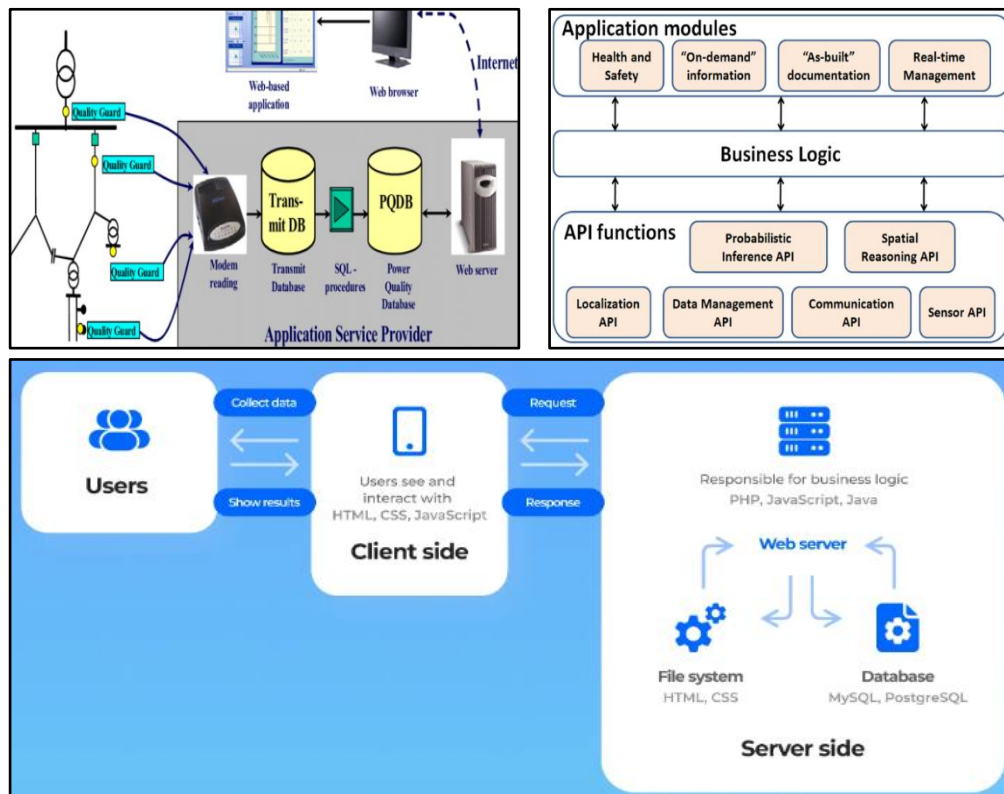 Internet
Web-based
application
Web browser
Quality Guard
Quality Guard
Quality Guard
Quality Guard
Trans-
mit DB
PQDB
Modem
reading
Transmit
Database
SQL -
procedures
Power
Quality
Database
Web server
Application Service Provider
Application modules
Health and
Safety
“On-demand”
information
“As-built”
documentation
Real-time
Management
Business Logic
API functions
Probabilistic
Inference API
Spatial
Reasoning API
Localization
API
Data Management
API
Communication
API
Sensor API
Users
Collect data
Show results
Users see and
interact with
HTML, CSS, JavaScript
Client side
Request
Response
Responsible for business logic
PHP, JavaScript, Java
Web server
File system
HTML, CSS
Database
MySQL, PostgreSQL
Server side